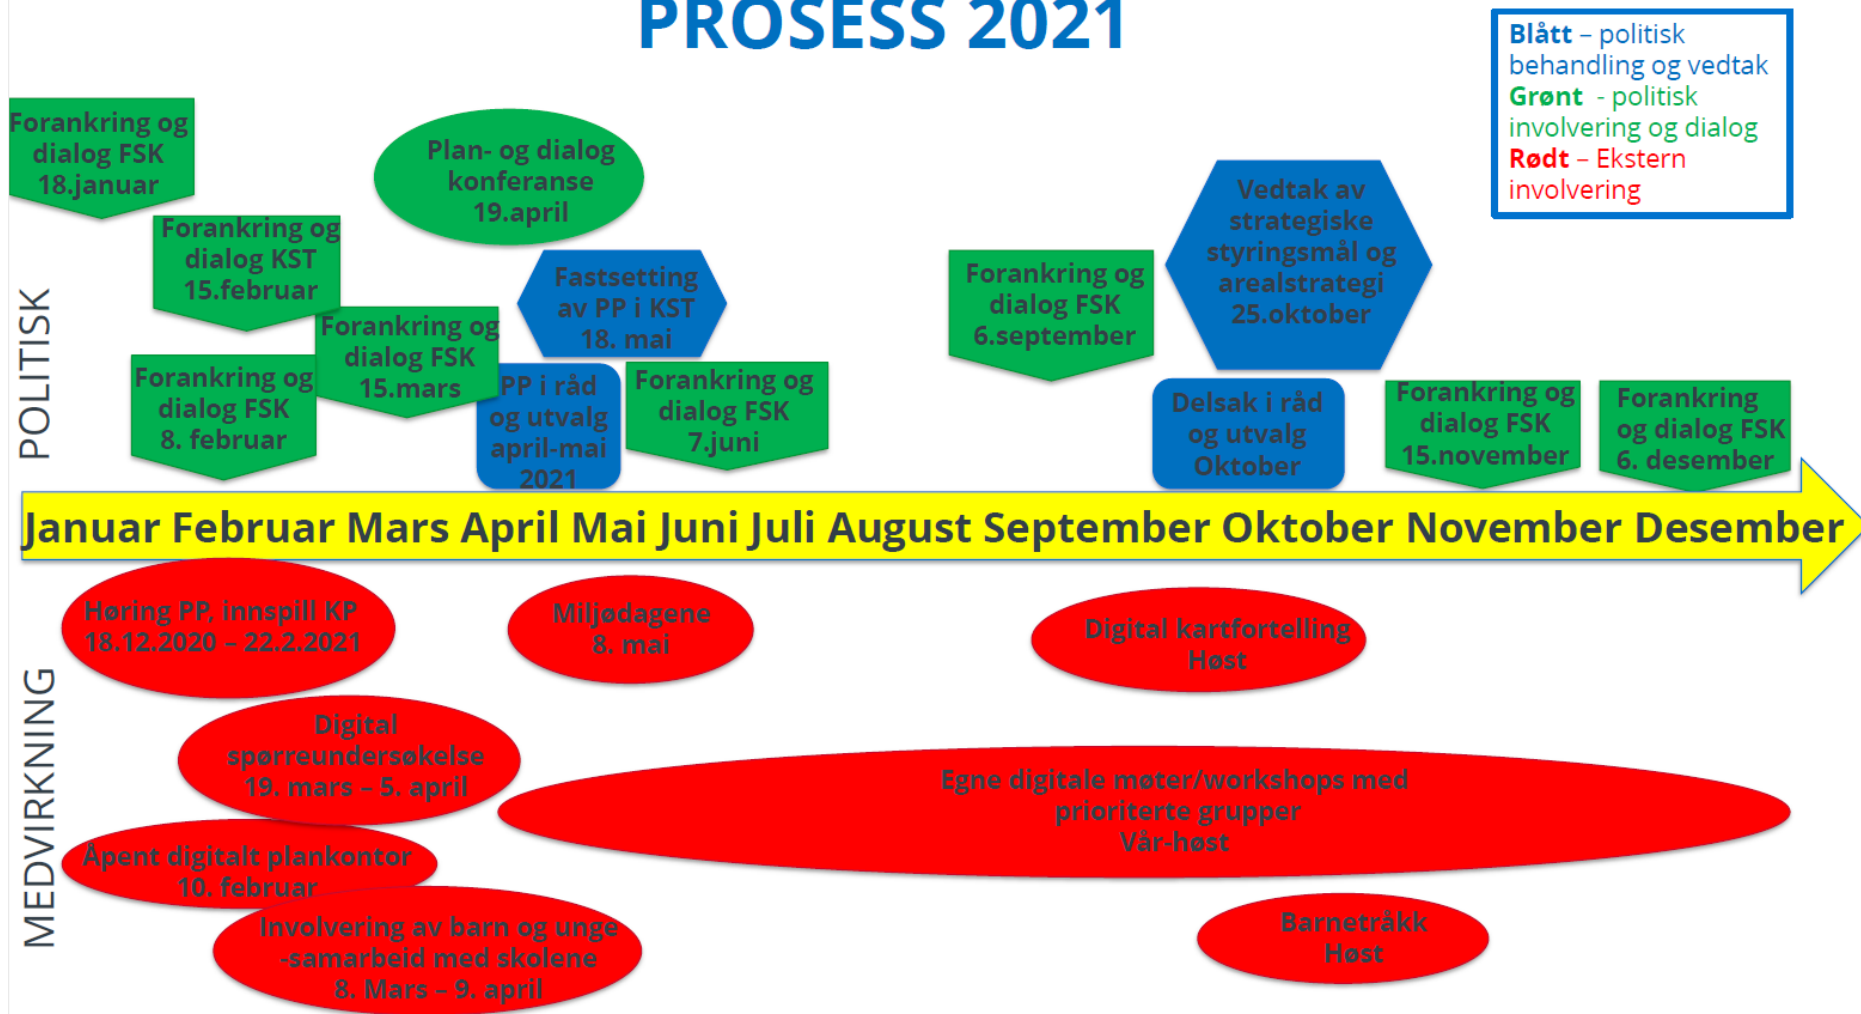 PROSESS 2021
Blått – politisk
behandling og vedtak
Grønt - politisk
involvering og dialog
Rødt – Ekstern
involvering
POLITISK
Forankring og
dialog FSK
18.januar
Forankring og
dialog KST
15.februar
Forankring og
dialog FSK
8. februar
Forankring og
dialog FSK
15.mars
Plan- og dialog
konferanse
19.april
Fastsetting
av PP i KST
18. mai
PP i råd
og utvalg
april-mai
2021
Forankring og
dialog FSK
7.juni
Forankring og
dialog FSK
6.september
Vedtak av
strategiske
styringsmål og
arealstrategi
25.oktober
Delsak i råd
og utvalg
Oktober
Forankring og
dialog FSK
15.november
Forankring
og dialog FSK
6. desember
Januar Februar Mars April Mai Juni Juli August September Oktober November Desember
MEDVIRKNING
Høring PP, innspill KP
18.12.2020 – 22.2.2021
Digital
spørreundersøkelse
19. mars – 5. april
Åpent digitalt plankontor
10. februar
Involvering av barn og unge
-samarbeid med skolene
8. Mars – 9. april
Miljødagene
8. mai
Digital kartfortelling
Høst
Egne digitale møter/workshops med
prioriterte grupper
Vår-høst
Barnetråkk
Høst